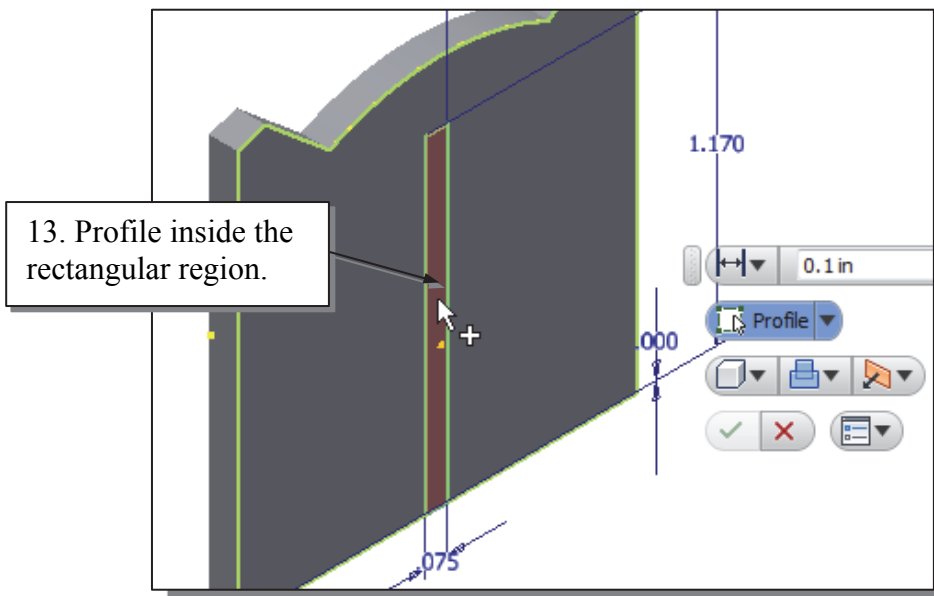 1.170
13. Profile inside the
rectangular region.
0.1 in
Profile
.000
.075